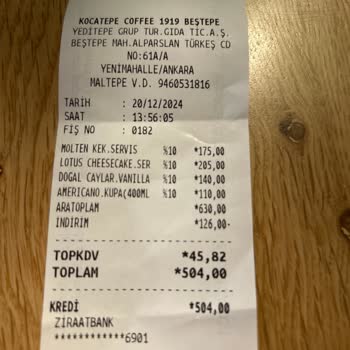 KOCATEPE COFFEE 1919 BEŞTEPE
YEDİTEPE GRUP TUR.GIDA TİC.A.Ş.
BEŞTEPE MAH.ALPARSLAN TÜRKEŞ CD
NO:61A/A
YENİMAHALLE/ANKARA
MALTEPE V.D. 9460531816
TARİH : 20/12/2024
SAAT : 13:56:05
FİŞ NO : 0182
MOLTEN KEK.SERVIS %10 *175,00
LOTUS CHEESECAKE.SER %10 *205,00
DOĞAL CAYLAR.VANILLA %10 *140,00
AMERICANO.KUPA(400ML %10 *110,00
ARATOPLAM *630,00
İNDİRİM *126,00-
TOPKDV *45,82
TOPLAM *504,00
KREDİ *504,00
ZIRAATBANK
************6901